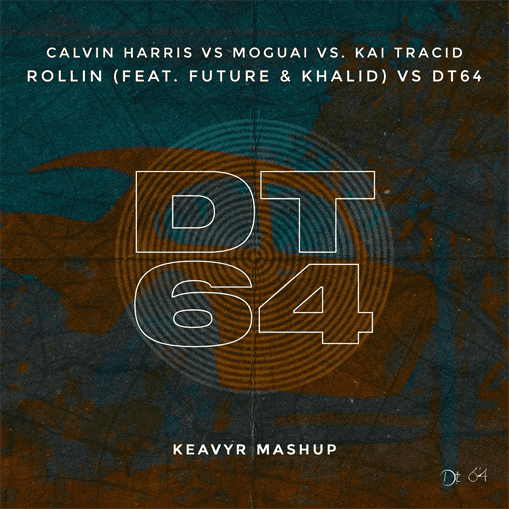 CALVIN HARRIS VS MOGUAI VS. KAI TRACID
ROLLIN (FEAT. FUTURE & KHALID) VS DT64
DT
64
KEAVYR MASHUP
Dt 64